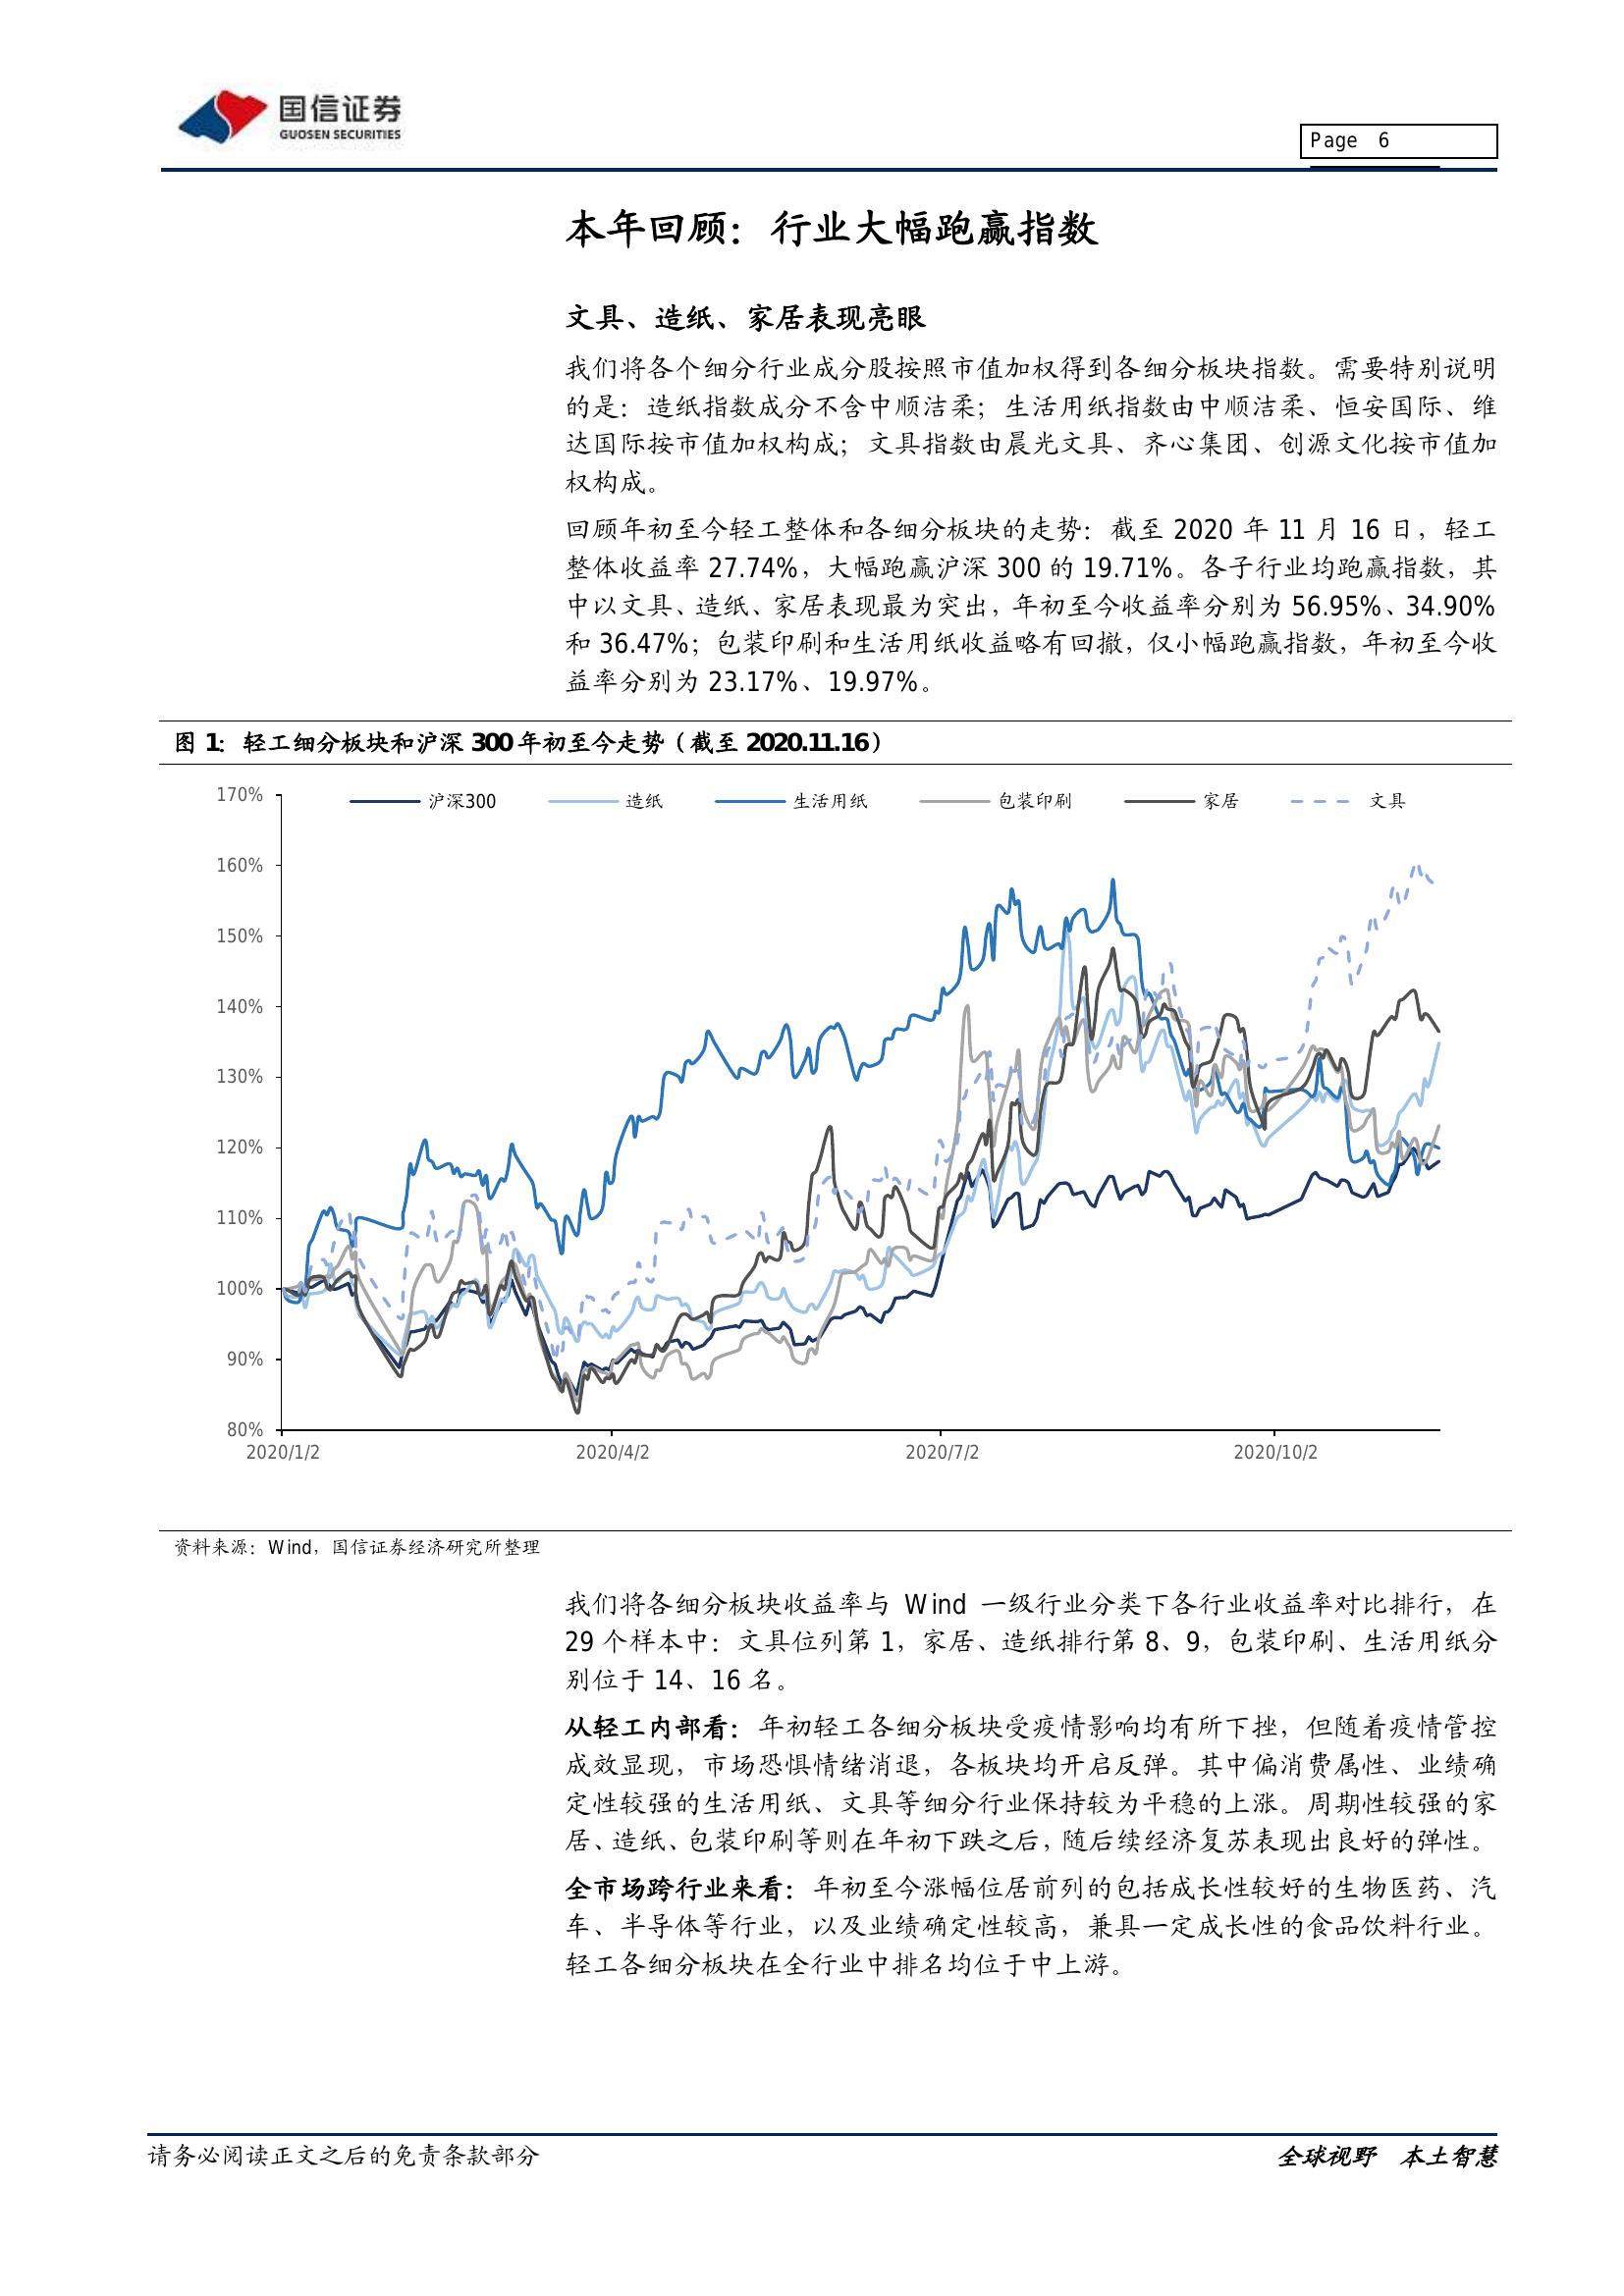 国信证券
GUOSEN SECURITIES
Page 6
本年回顾：行业大幅跑赢指数
文具、造纸、家居表现亮眼
我们将各个细分行业成分股按照市值加权得到各细分板块指数。需要特别说明
的是：造纸指数成分不含中顺洁柔；生活用纸指数由中顺洁柔、恒安国际、维
达国际按市值加权构成；文具指数由晨光文具、齐心集团、创源文化按市值加
权构成。
回顾年初至今轻工整体和各细分板块的走势：截至 2020 年 11 月 16 日，轻工
整体收益率 27.74%，大幅跑赢沪深 300 的 19.71%。各子行业均跑赢指数，其
中以文具、造纸、家居表现最为突出，年初至今收益率分别为 56.95%、34.90%
和 36.47%；包装印刷和生活用纸收益略有回撤，仅小幅跑赢指数，年初至今收
益率分别为 23.17%、19.97%。
图 1：轻工细分板块和沪深 300 年初至今走势（截至 2020.11.16）
沪深300 造纸 生活用纸 包装印刷 家居 文具
170%
160%
150%
140%
130%
120%
110%
100%
90%
80%
2020/1/2 2020/4/2 2020/7/2 2020/10/2
资料来源：Wind，国信证券经济研究所整理
我们将各细分板块收益率与 Wind 一级行业分类下各行业收益率对比排行，在
29 个样本中：文具位列第 1，家居、造纸排行第 8、9，包装印刷、生活用纸分
别位于 14、16 名。
从轻工内部看：年初轻工各细分板块受疫情影响均有所下挫，但随着疫情管控
成效显现，市场恐惧情绪消退，各板块均开启反弹。其中偏消费属性、业绩确
定性较强的生活用纸、文具等细分行业保持较为平稳的上涨。周期性较强的家
居、造纸、包装印刷等则在年初下跌之后，随后续经济复苏表现出良好的弹性。
全市场跨行业来看：年初至今涨幅位居前列的包括成长性较好的生物医药、汽
车、半导体等行业，以及业绩确定性较高，兼具一定成长性的食品饮料行业。
轻工各细分板块在全行业中排名均位于中上游。
请务必阅读正文之后的免责条款部分
全球视野 本土智慧